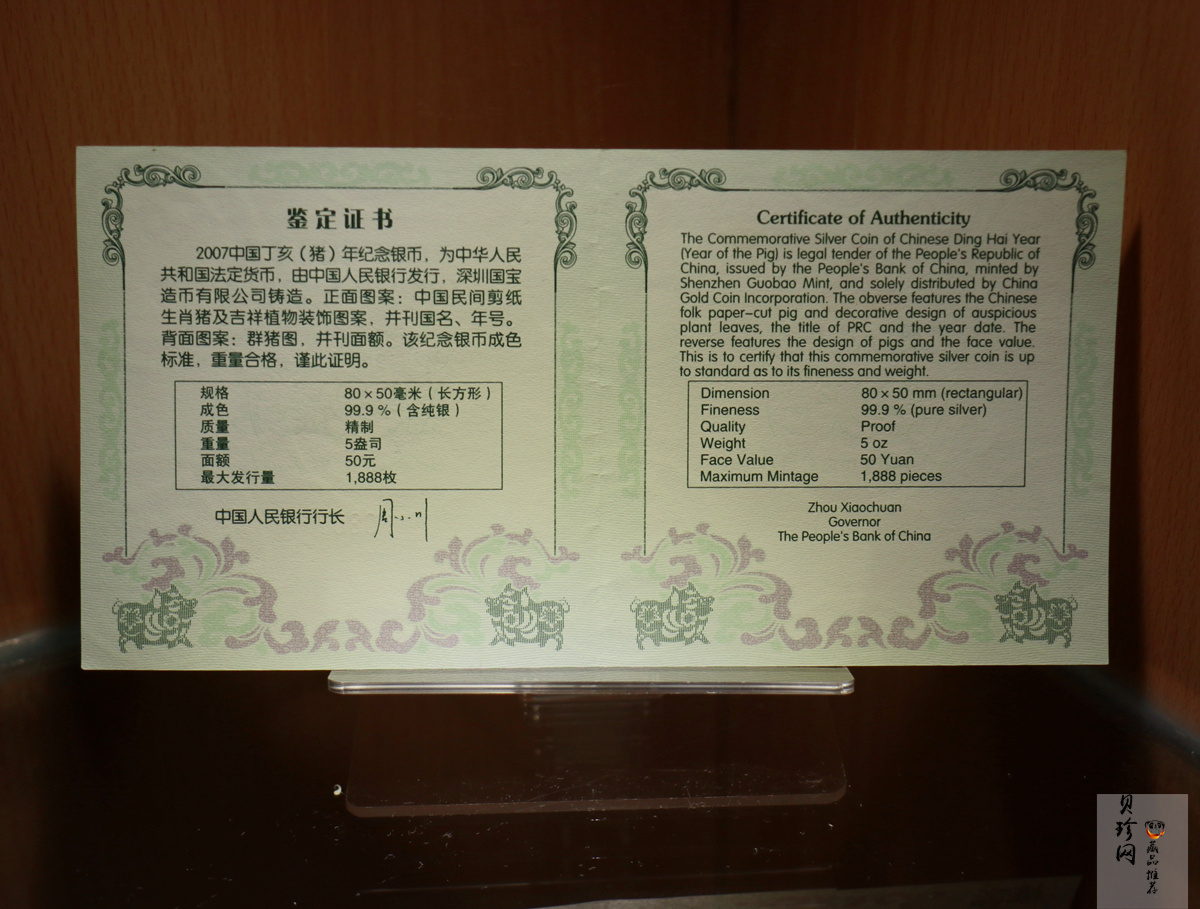 鉴定证书
2007中国丁亥（猪）年纪念银币，为中华人民
共和国法定货币，由中国人民银行发行，深圳国宝
造币有限公司铸造。正面图案：中国民间剪纸
生肖猪及吉祥植物装饰图案，并刊国名、年号。
背面图案：群猪图，并刊面额。该纪念银币成色
标准，重量合格，谨此证明。
规格 80×50毫米（长方形）
成色 99.9％（含纯银）
质量 精制
重量 5盎司
面额 50元
最大发行量 1,888枚
中国人民银行行长
Certificate of Authenticity
The Commemorative Silver Coin of Chinese Ding Hai Year
(Year of the Pig) is legal tender of the People's Republic of
China, issued by the People's Bank of China, minted by
Shenzhen Guobao Mint, and solely distributed by China
Gold Coin Incorporation. The obverse features the Chinese
folk paper-cut pig and decorative design of auspicious
plant leaves, the title of PRC and the year date. The
reverse features the design of pigs and the face value.
This is to certify that this commemorative silver coin is up
to standard as to its fineness and weight.
Dimension 80×50 mm (rectangular)
Fineness 99.9 % (pure silver)
Quality Proof
Weight 5 oz
Face Value 50 Yuan
Maximum Mintage 1,888 pieces
Zhou Xiaochuan
Governor
The People's Bank of China
贝珍网
藏品推荐